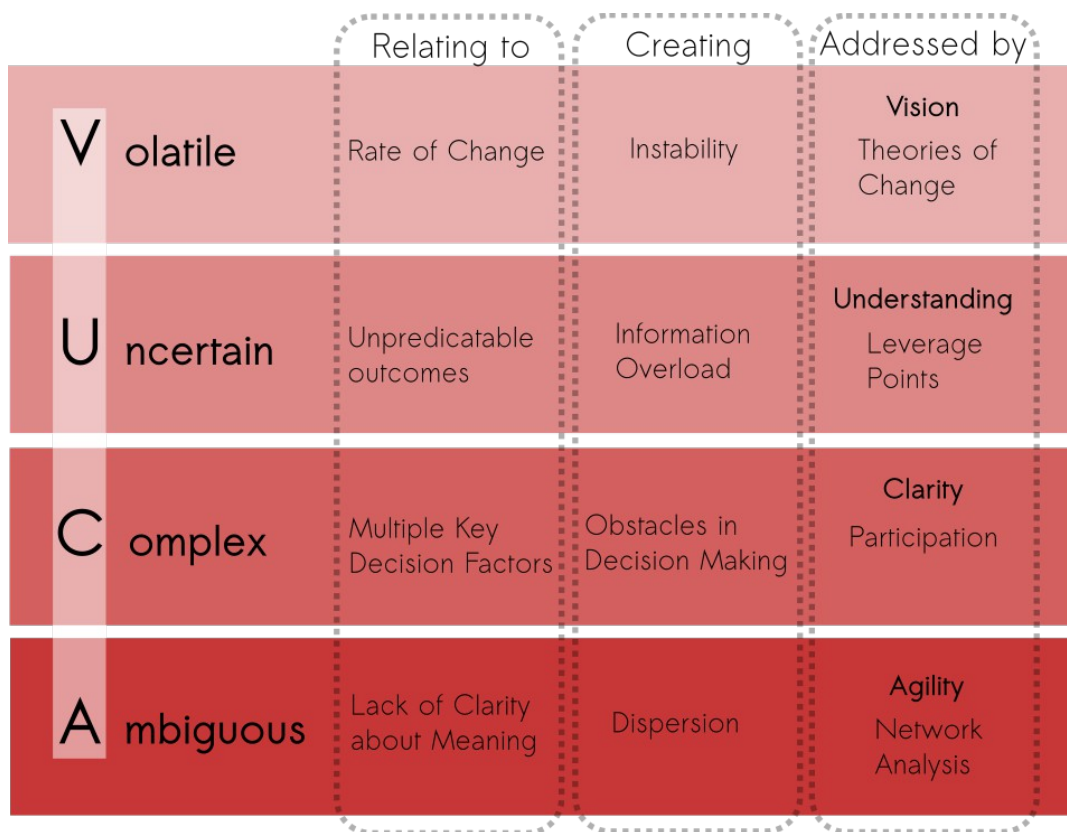 Relating to
Creating
Addressed by
V olatile
Rate of Change
Instability
Vision
Theories of
Change
U ncertain
Unpredicatable
outcomes
Information
Overload
Understanding
Leverage
Points
C omplex
Multiple Key
Decision Factors
Obstacles in
Decision Making
Clarity
Participation
A mbiguous
Lack of Clarity
about Meaning
Dispersion
Agility
Network
Analysis